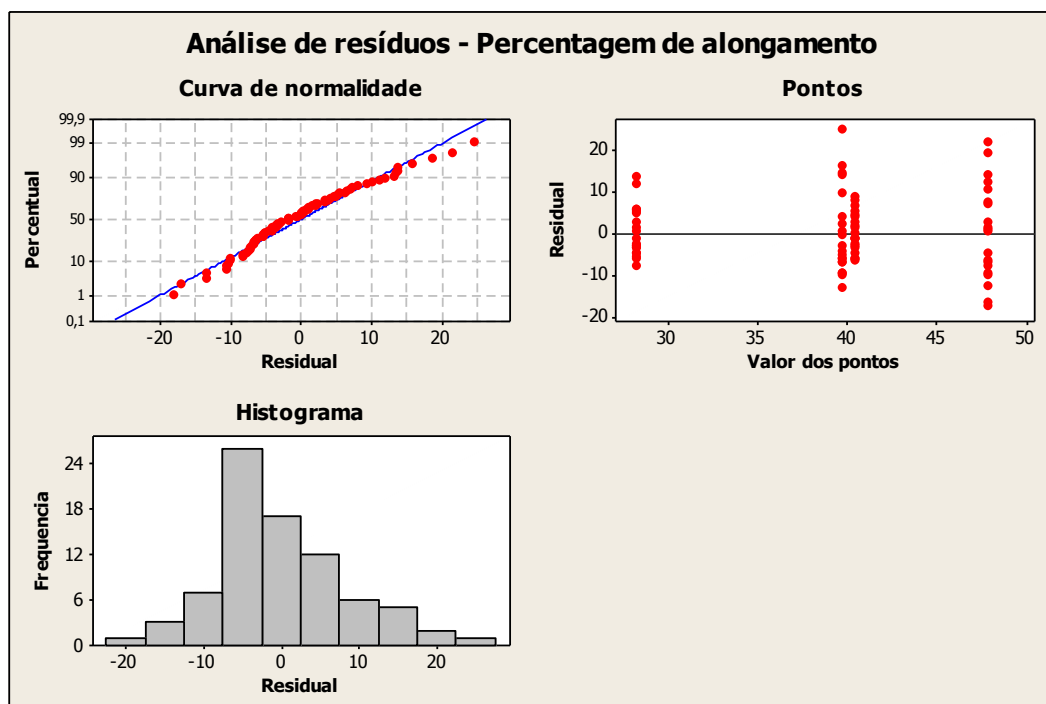 Análise de resíduos - Percentagem de alongamento
Curva de normalidade
99,9
99
90
50
10
1
0,1
Percentual
-20 -10 0 10 20
Residual
Pontos
20
10
0
-10
-20
Residual
30 35 40 45 50
Valor dos pontos
Histograma
24
18
12
6
0
Frequencia
-20 -10 0 10 20
Residual